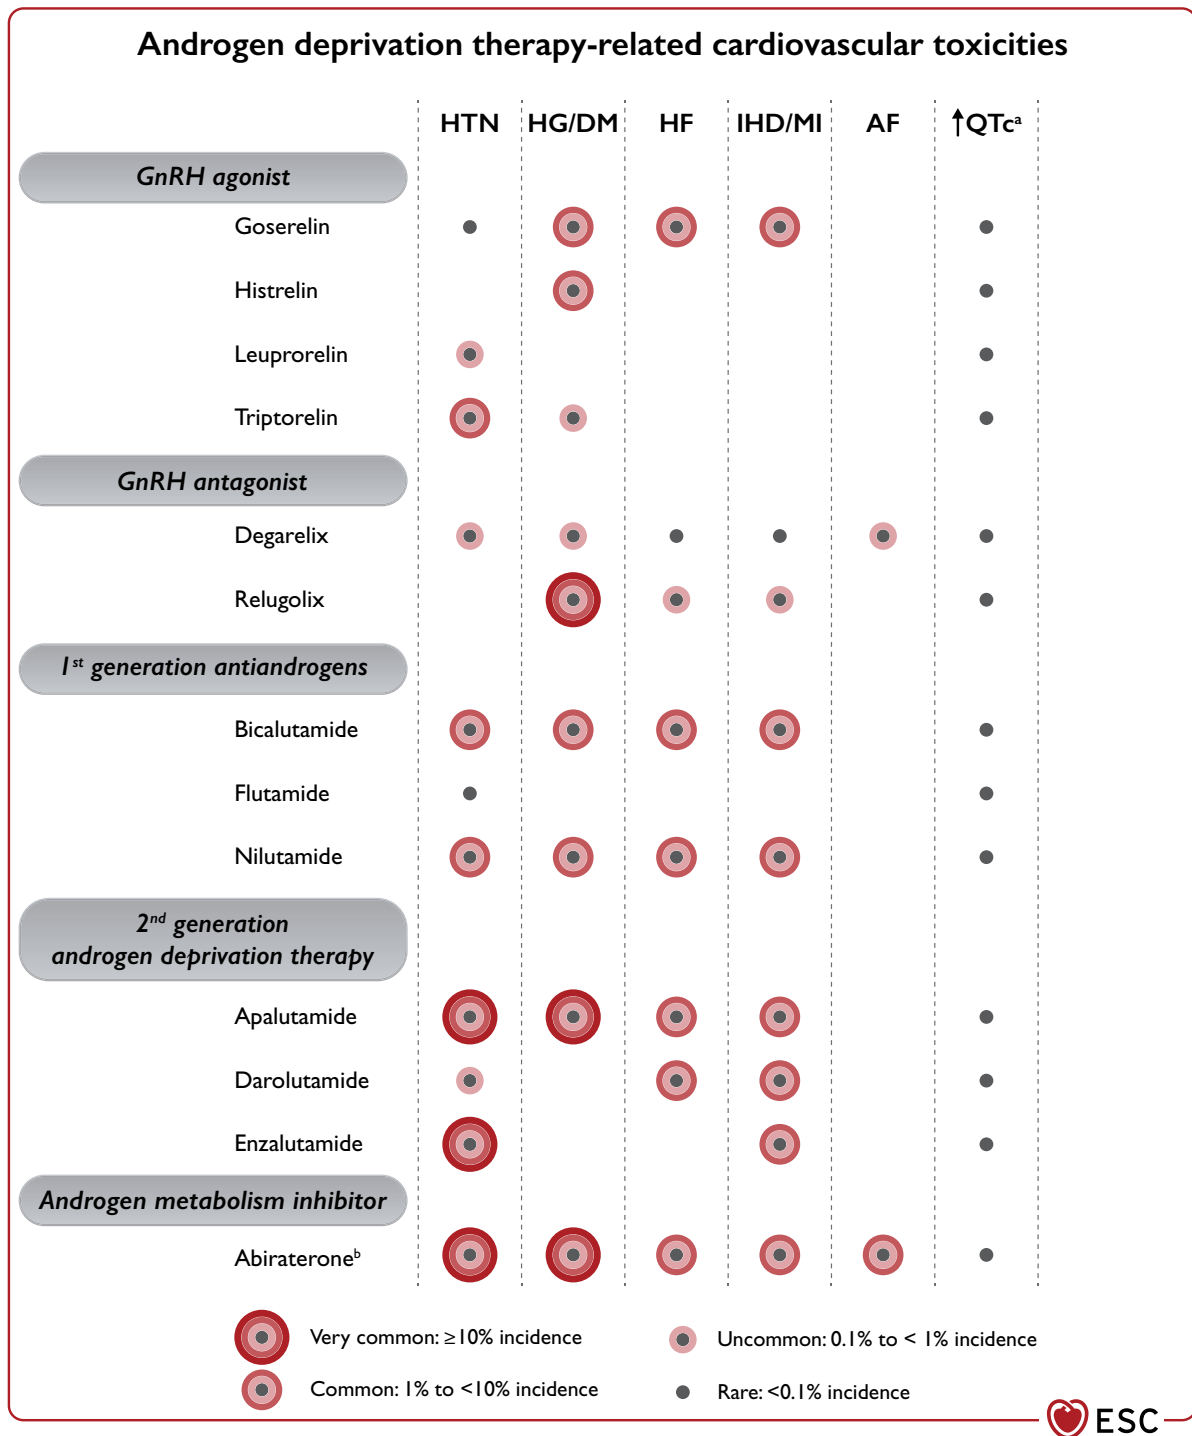 Androgen deprivation therapy-related cardiovascular toxicities
HTN HG/DM HF IHD/MI AF ↑QTcᵃ
GnRH agonist
Goserelin
Histrelin
Leuprorelin
Triptorelin
GnRH antagonist
Degarelix
Relugolix
1ˢᵗ generation antiandrogens
Bicalutamide
Flutamide
Nilutamide
2ⁿᵈ generation
androgen deprivation therapy
Apalutamide
Darolutamide
Enzalutamide
Androgen metabolism inhibitor
Abirateroneᵇ
Very common: ≥10% incidence
Uncommon: 0.1% to < 1% incidence
Common: 1% to <10% incidence
Rare: <0.1% incidence
ESC